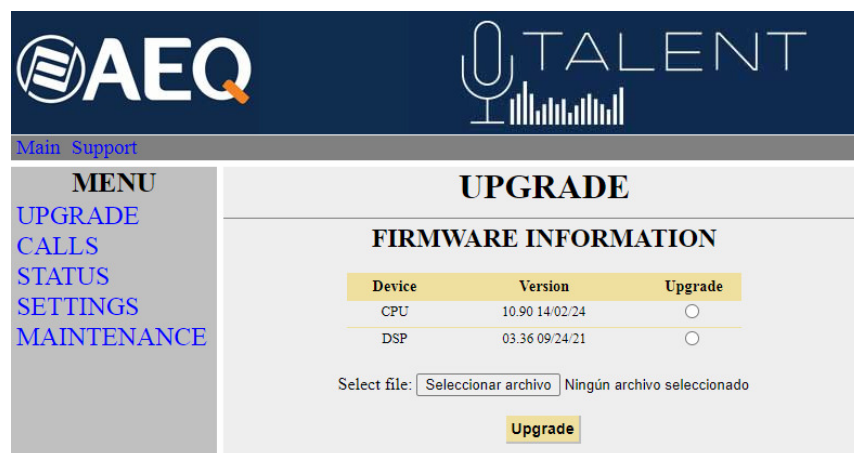 AEQ
TALENT
Main Support
MENU
UPGRADE
CALLS
STATUS
SETTINGS
MAINTENANCE
UPGRADE
FIRMWARE INFORMATION
Device Version Upgrade
CPU 10.90 14/02/24
DSP 03.36 09/24/21
Select file: Seleccionar archivo Ningún archivo seleccionado
Upgrade